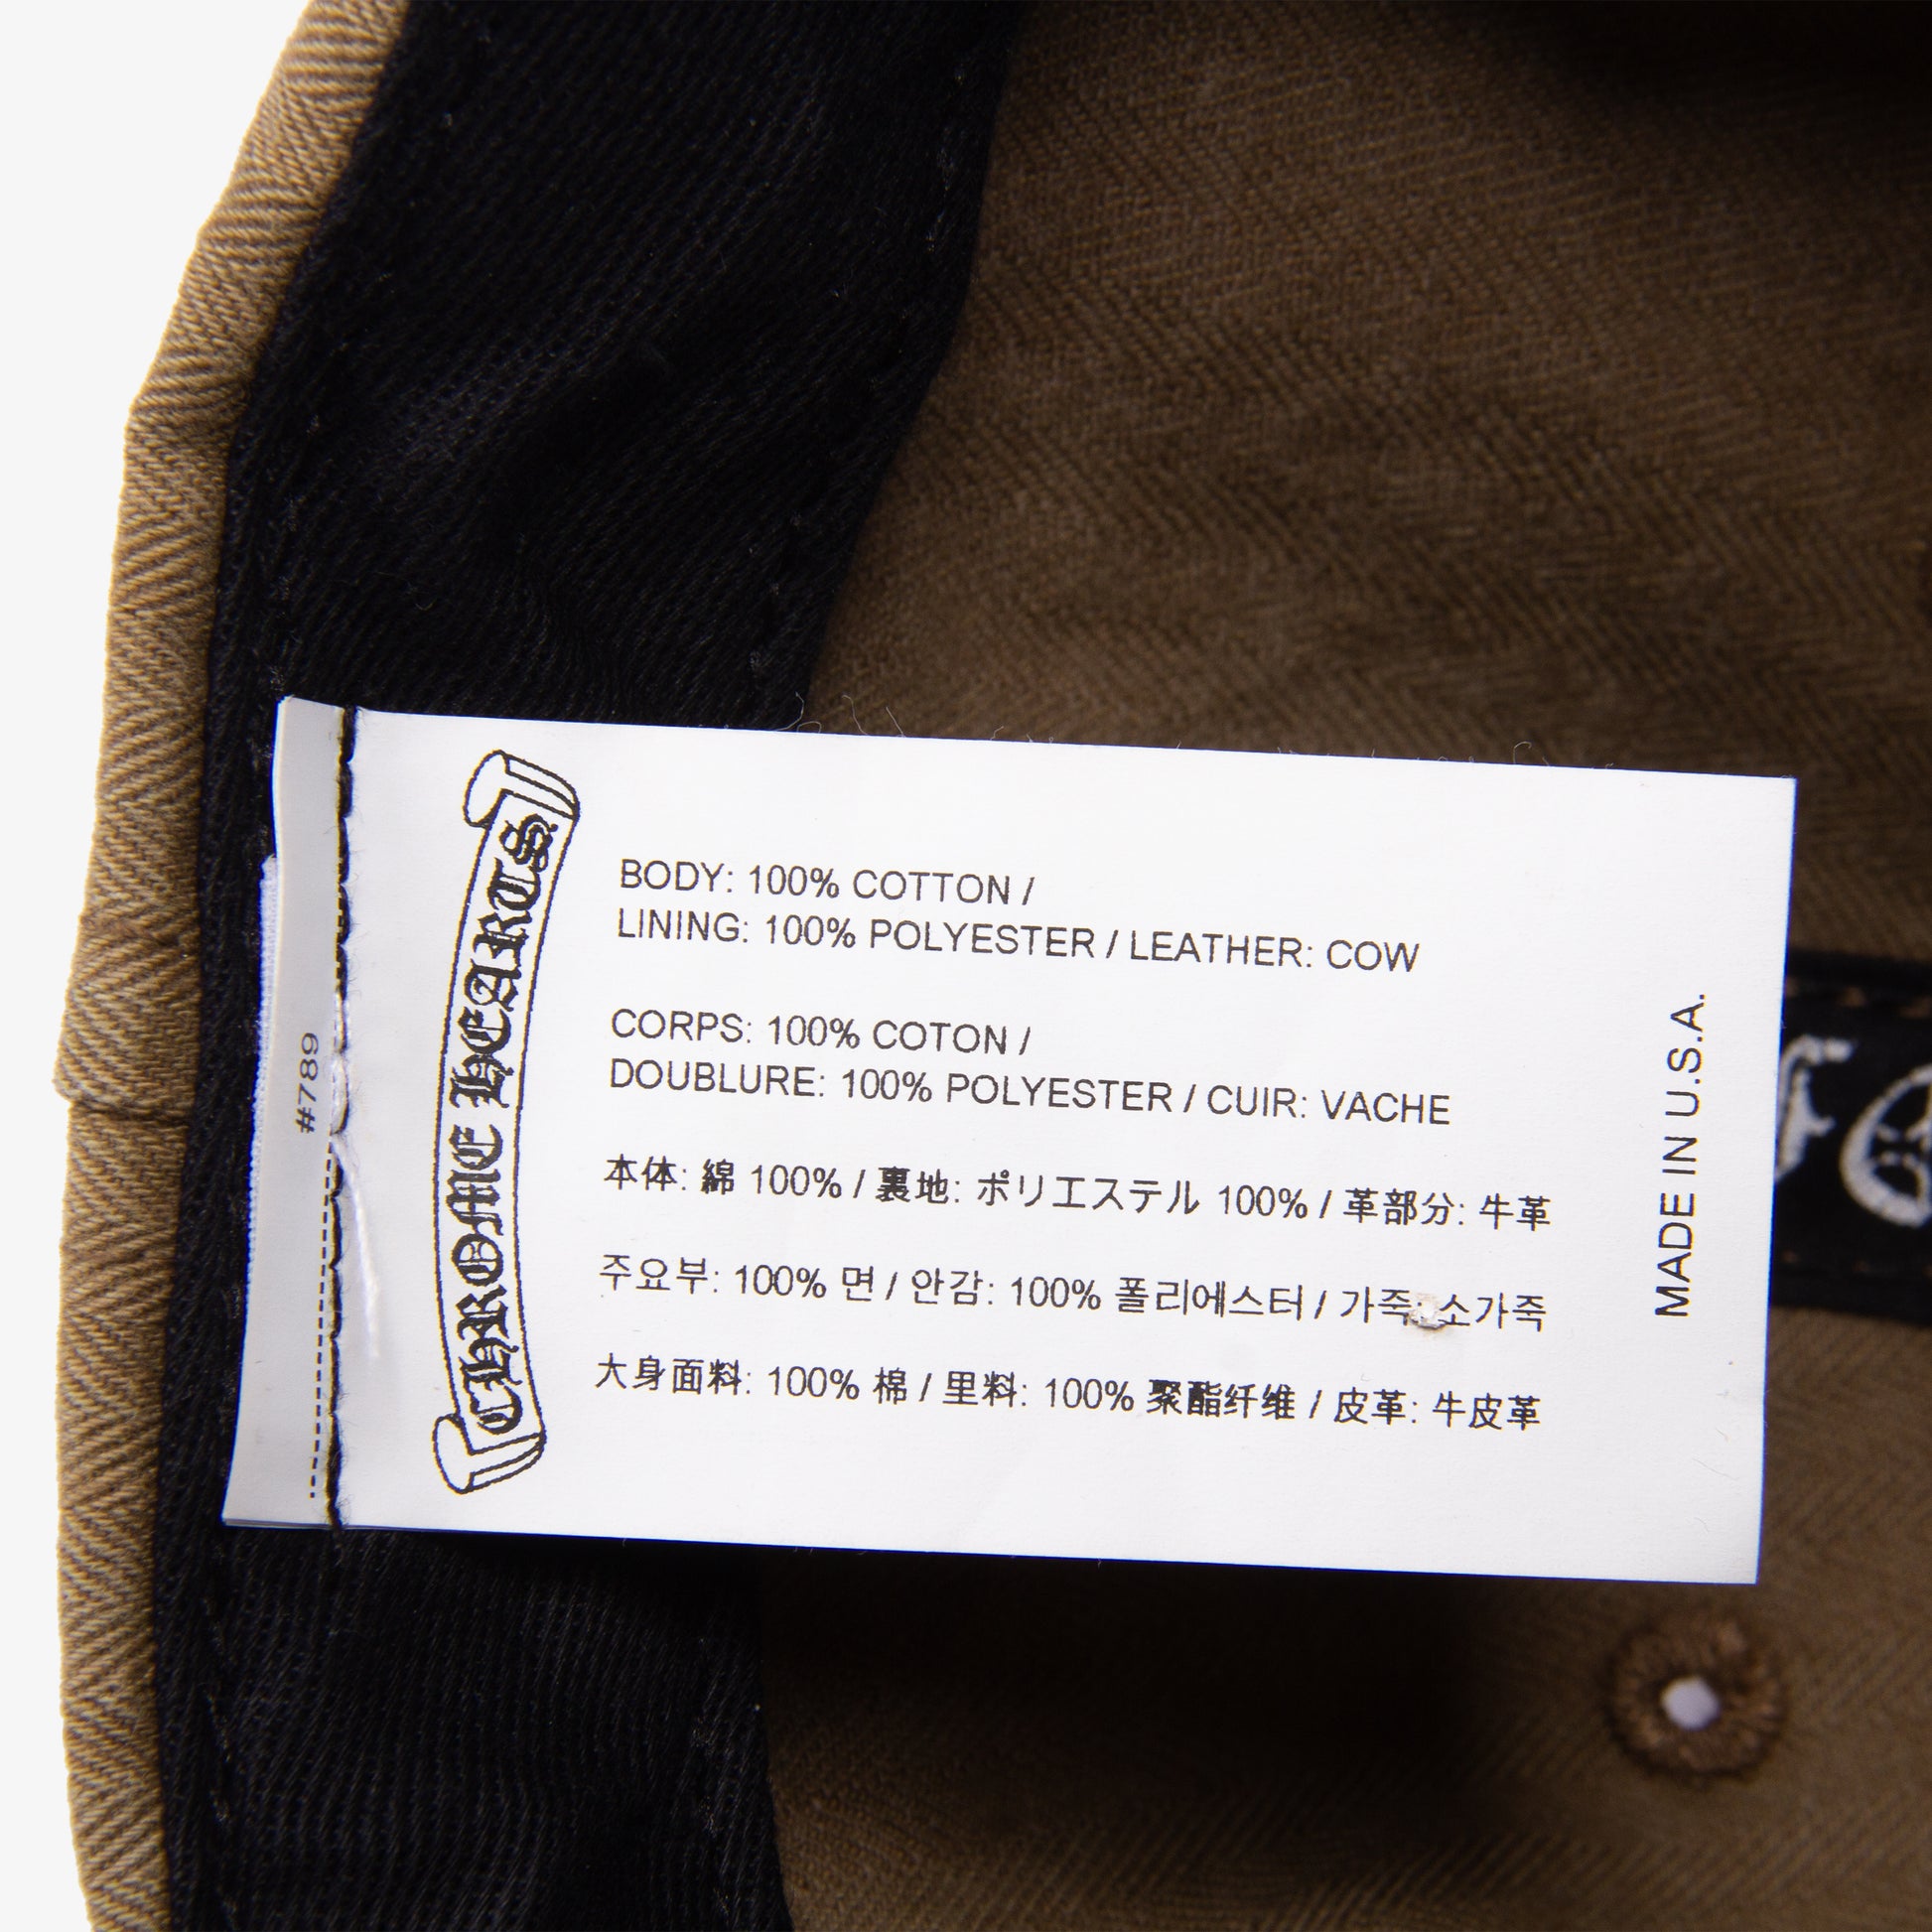 CHROME HEARTS
BODY: 100% COTTON /
LINING: 100% POLYESTER / LEATHER: COW
CORPS: 100% COTON /
DOUBLURE: 100% POLYESTER / CUIR: VACHE
本体: 綿 100% / 裏地: ポリエステル 100% / 革部分: 牛革
주요부: 100% 면 / 안감: 100% 폴리에스터 / 가죽: 소가죽
大身面料: 100% 棉 / 里料: 100% 聚酯纤维 / 皮革: 牛皮革
MADE IN U.S.A.
#789